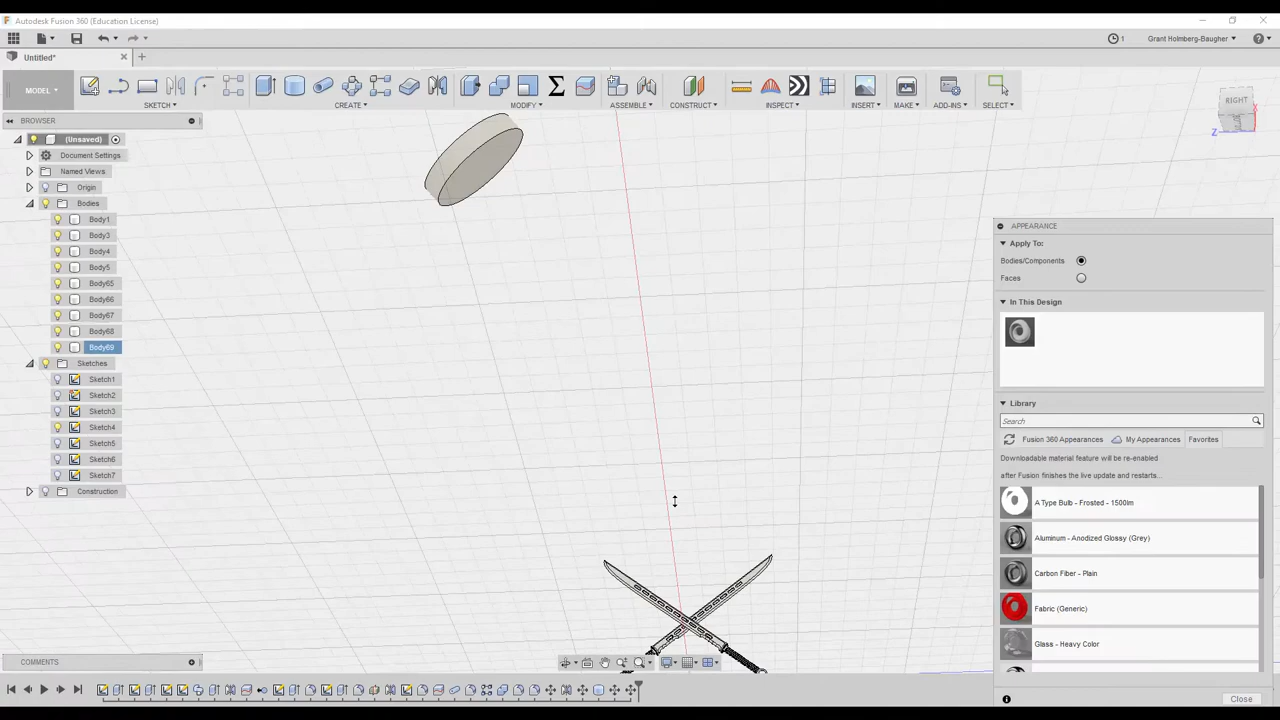 Autodesk Fusion 360 (Education License)
1
Grant Holmberg-Baugher
Untitled*
MODEL
SKETCH
CREATE
MODIFY
ASSEMBLE
CONSTRUCT
INSPECT
INSERT
MAKE
ADD-INS
SELECT
RIGHT
Z
BROWSER
(Unsaved)
Document Settings
Named Views
Origin
Bodies
Body1
Body3
Body4
Body5
Body65
Body66
Body67
Body68
Body69
Sketches
Sketch1
Sketch2
Sketch3
Sketch4
Sketch5
Sketch6
Sketch7
Construction
APPEARANCE
Apply To:
Bodies/Components
Faces
In This Design
Library
Search
Fusion 360 Appearances
My Appearances
Favorites
Downloadable material feature will be re-enabled
after Fusion finishes the live update and restarts...
A Type Bulb - Frosted - 1500lm
Aluminum - Anodized Glossy (Grey)
Carbon Fiber - Plain
Fabric (Generic)
Glass - Heavy Color
Close
COMMENTS